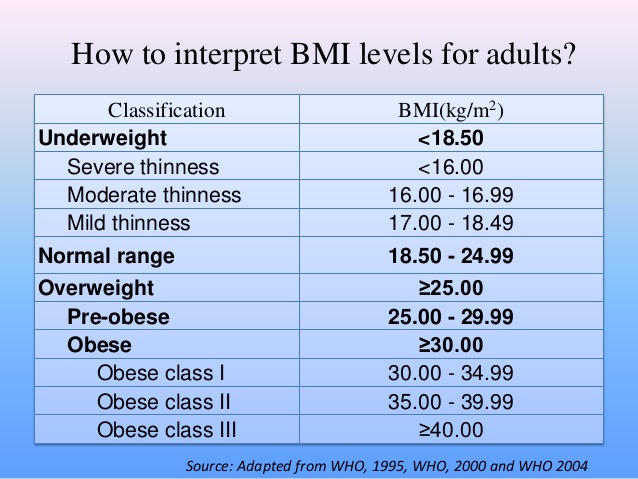 How to interpret BMI levels for adults?
Classification BMI(kg/m²)
Underweight <18.50
Severe thinness <16.00
Moderate thinness 16.00 - 16.99
Mild thinness 17.00 - 18.49
Normal range 18.50 - 24.99
Overweight ≥25.00
Pre-obese 25.00 - 29.99
Obese ≥30.00
Obese class I 30.00 - 34.99
Obese class II 35.00 - 39.99
Obese class III ≥40.00
Source: Adapted from WHO, 1995, WHO, 2000 and WHO 2004